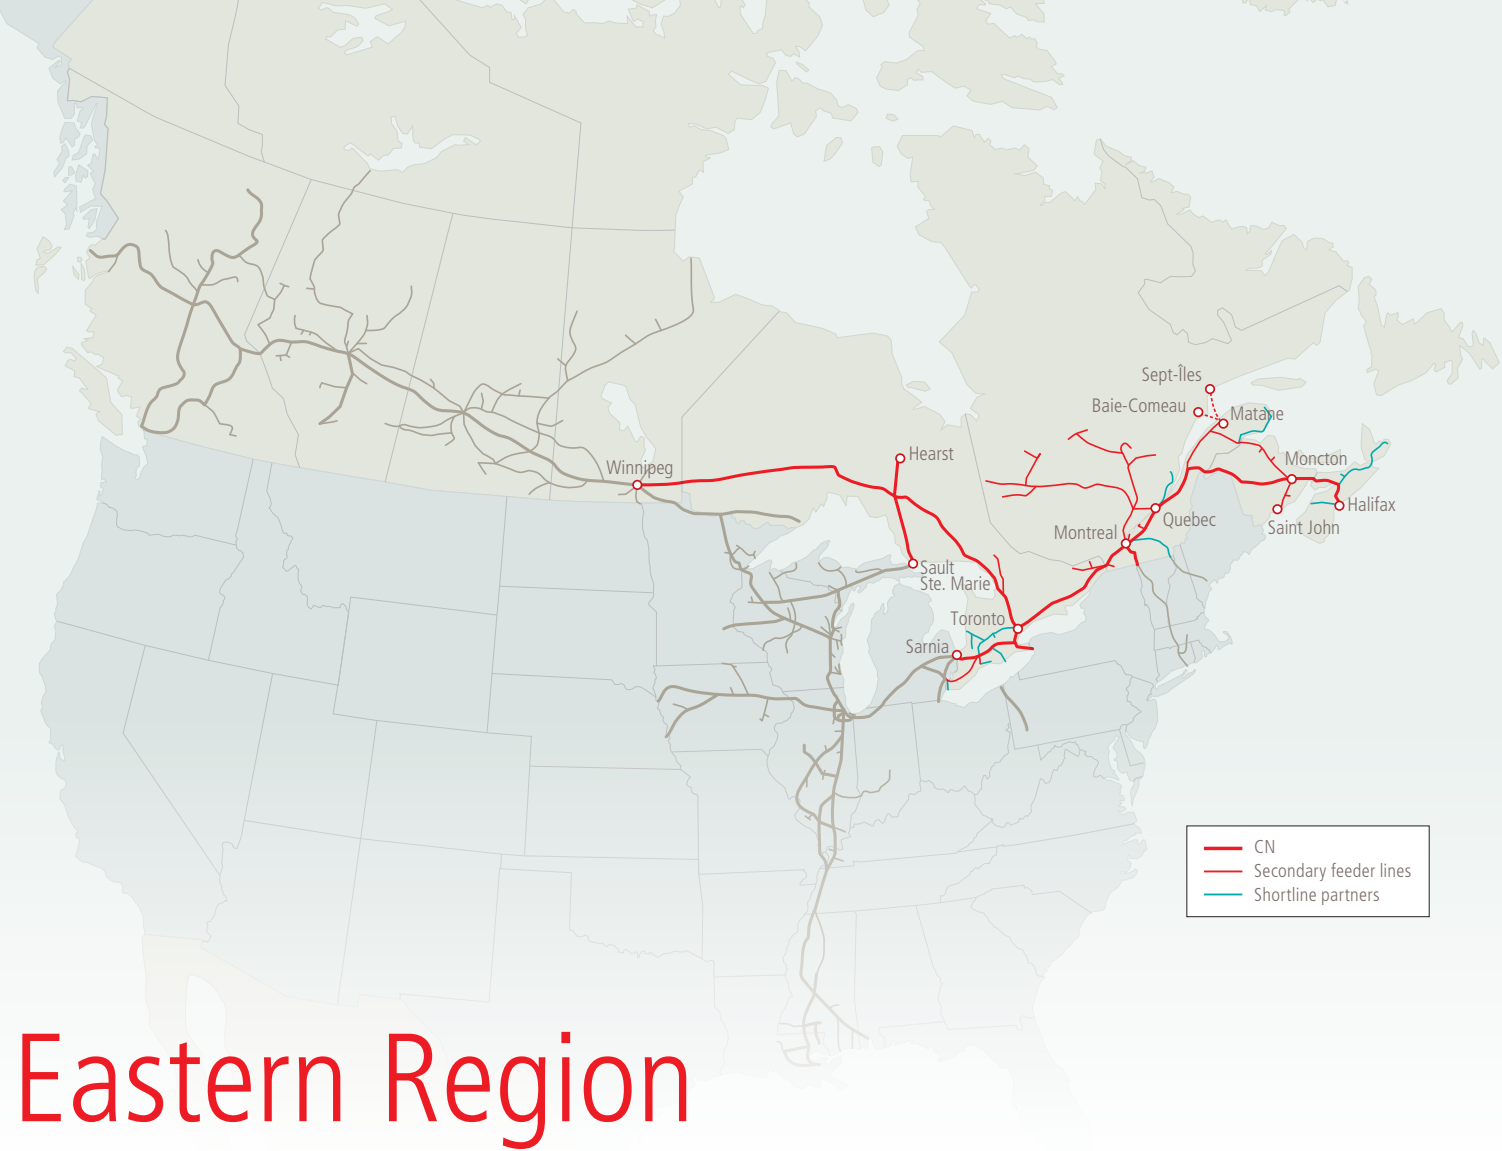 Sept-Îles
Baie-Comeau
Matane
Hearst
Moncton
Winnipeg
Halifax
Quebec
Saint John
Montreal
Sault
Ste. Marie
Toronto
Sarnia
CN
Secondary feeder lines
Shortline partners
Eastern Region